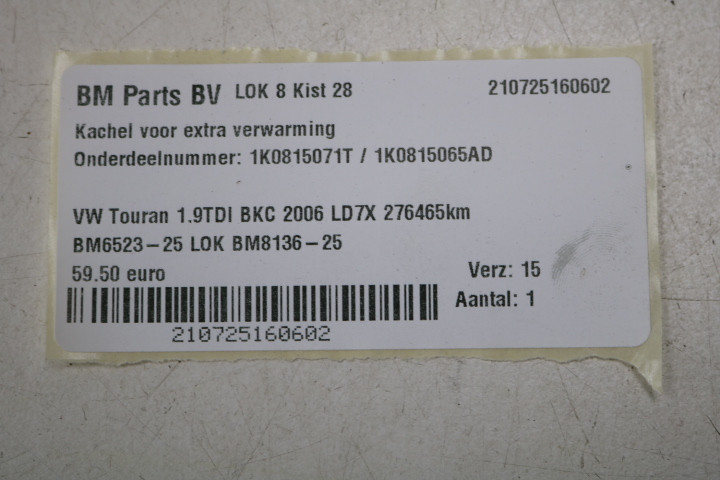 BM Parts BV LOK 8 Kist 28 210725160602
Kachel voor extra verwarming
Onderdeelnummer: 1K0815071T / 1K0815065AD
VW Touran 1.9TDI BKC 2006 LD7X 276465km
BM6523-25 LOK BM8136-25
59.50 euro Verz: 15
Aantal: 1
210725160602